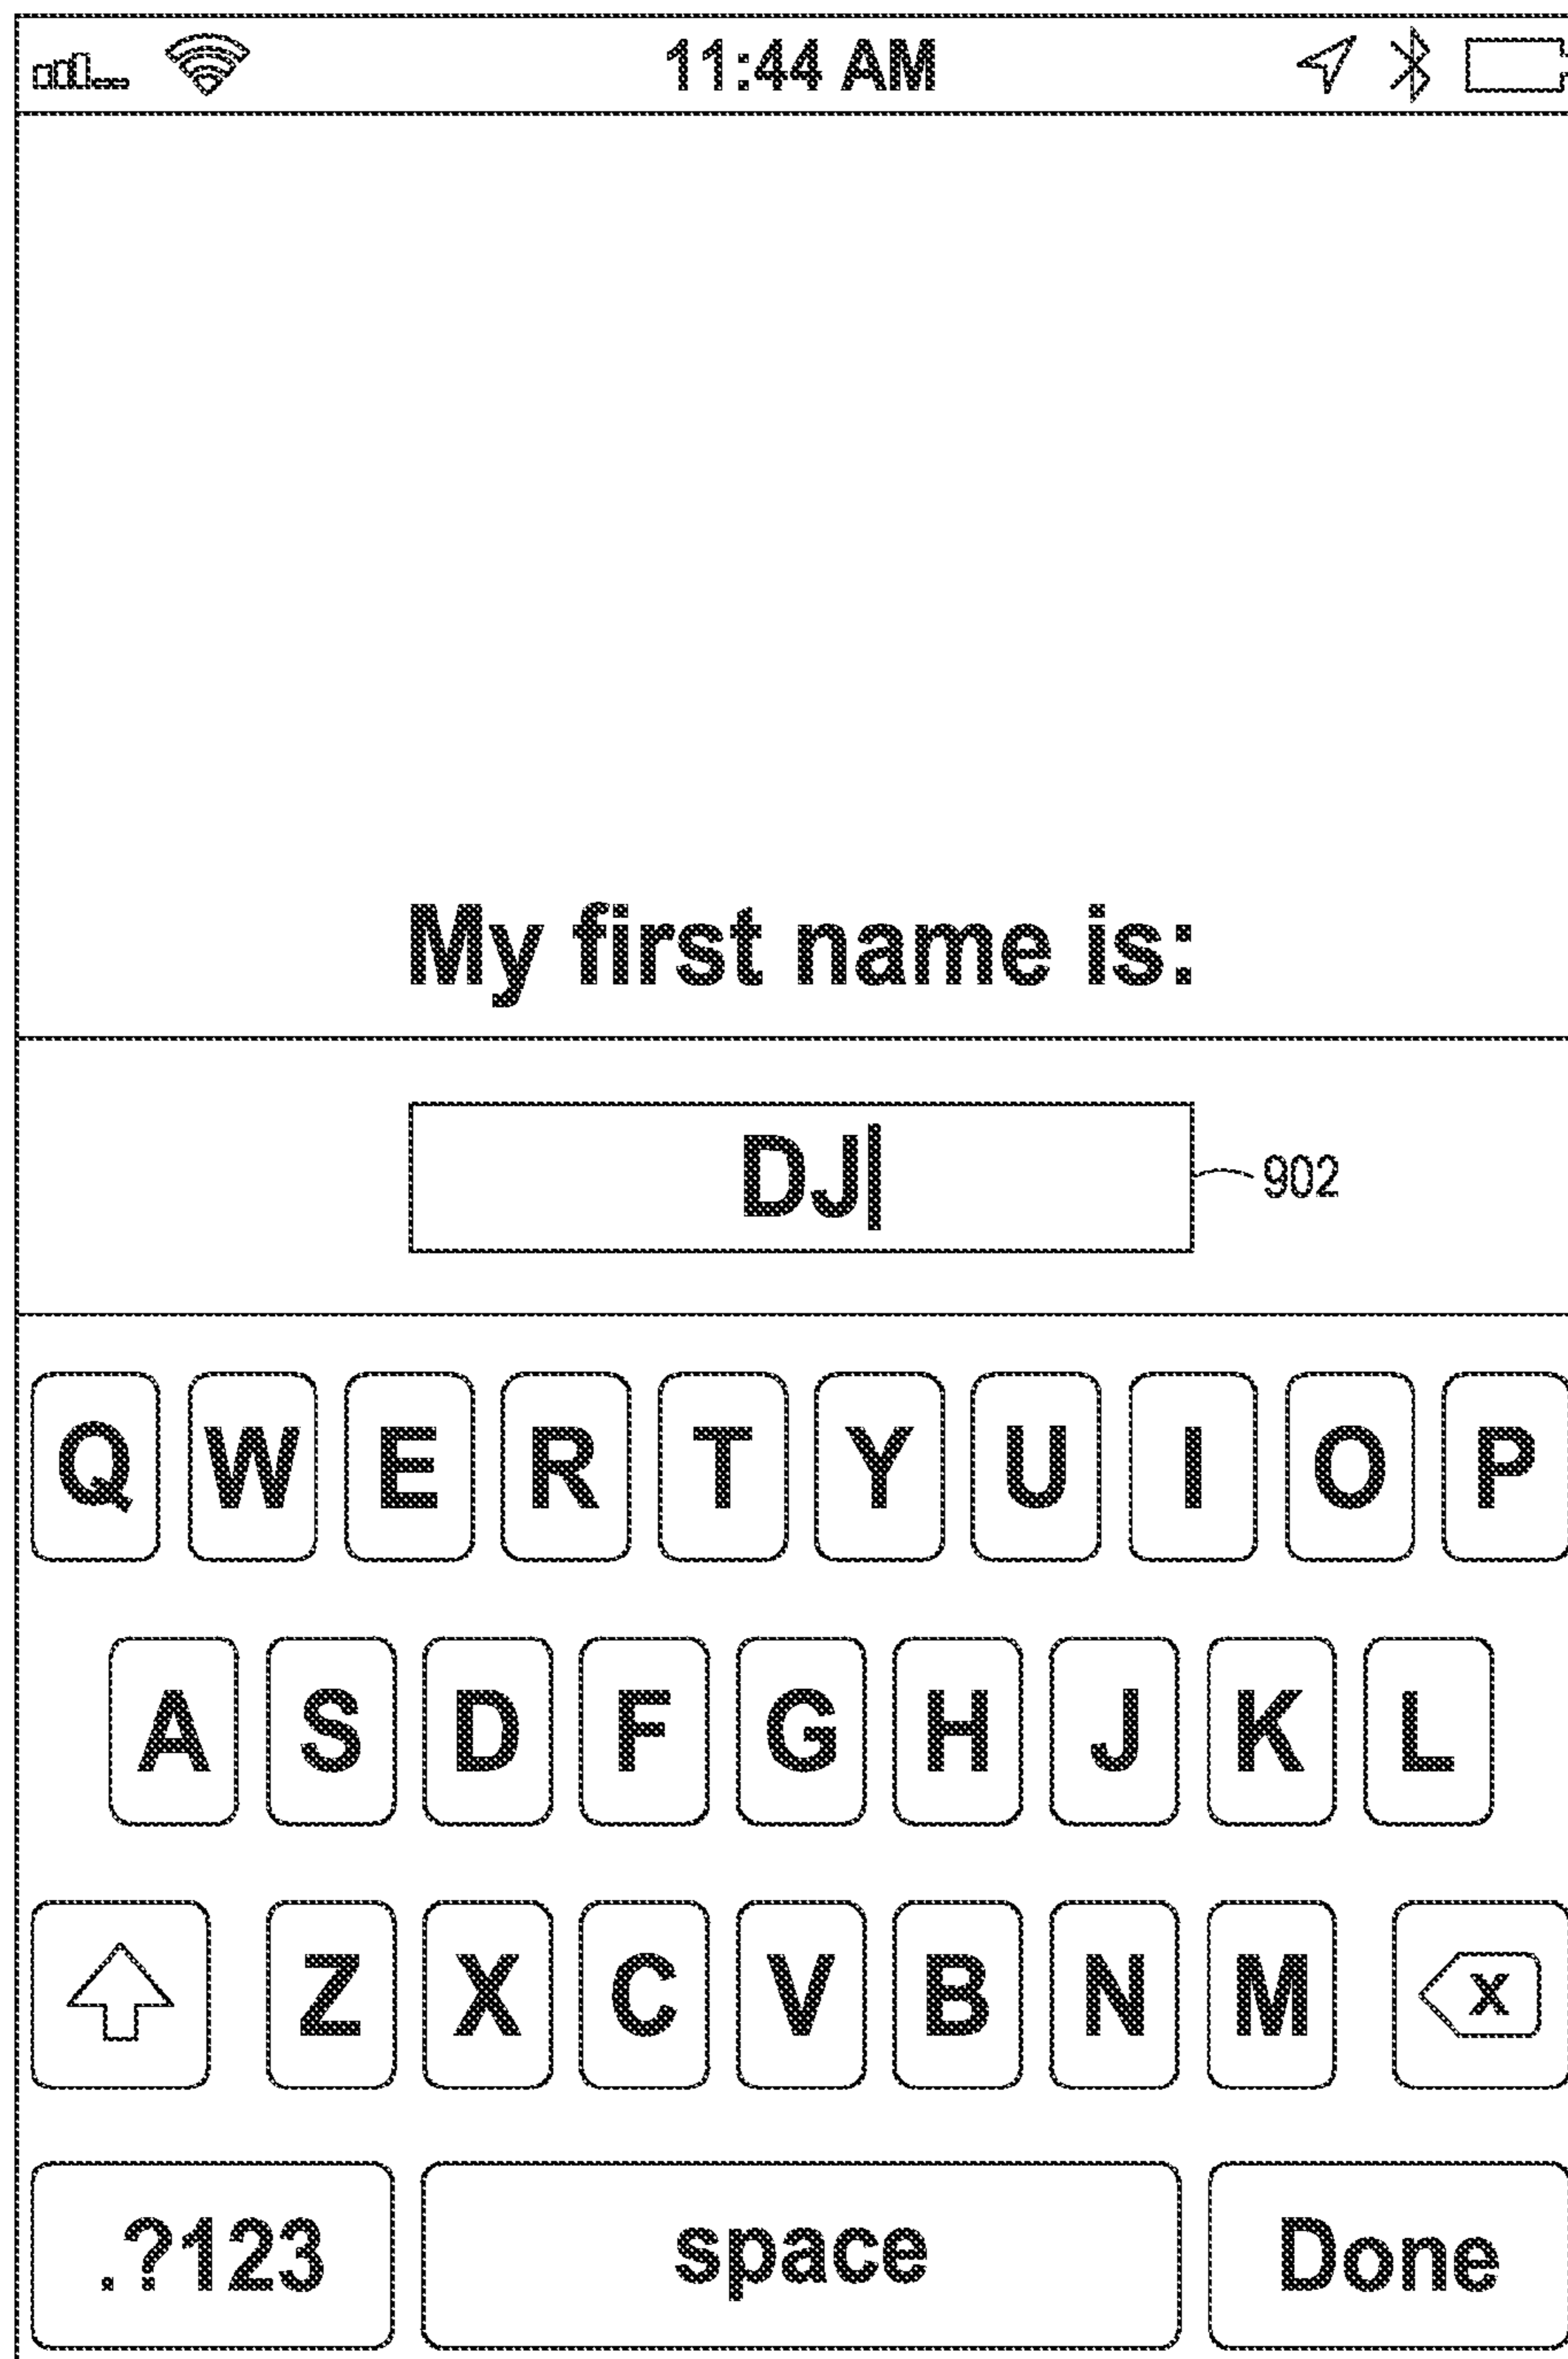 11:44 AM
My first name is:
DJ
902
Q W E R T Y U I O P
A S D F G H J K L
Z X C V B N M X
.?123 space Done